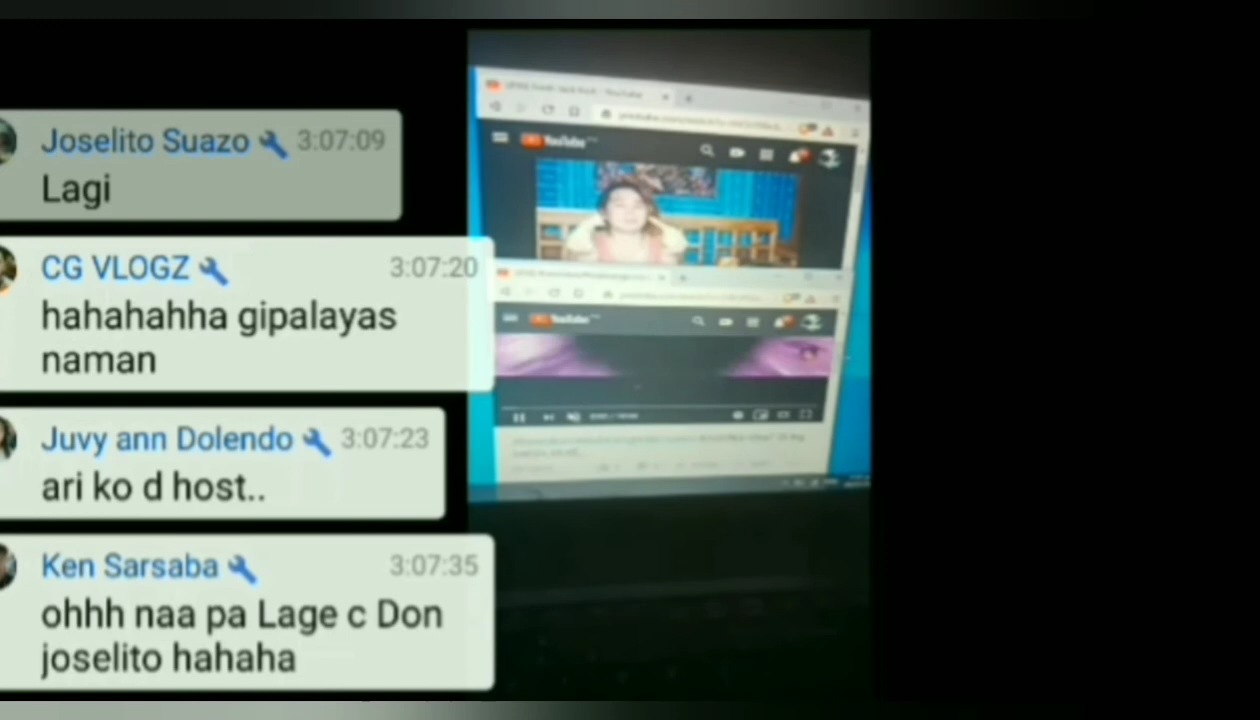 Joselito Suazo 3:07:09
Lagi
CG VLOGZ 3:07:20
hahahahha gipalayas
naman
Juvy ann Dolendo 3:07:23
ari ko d host..
Ken Sarsaba 3:07:35
ohhh naa pa Lage c Don
joselito hahaha
YouTube
YouTube